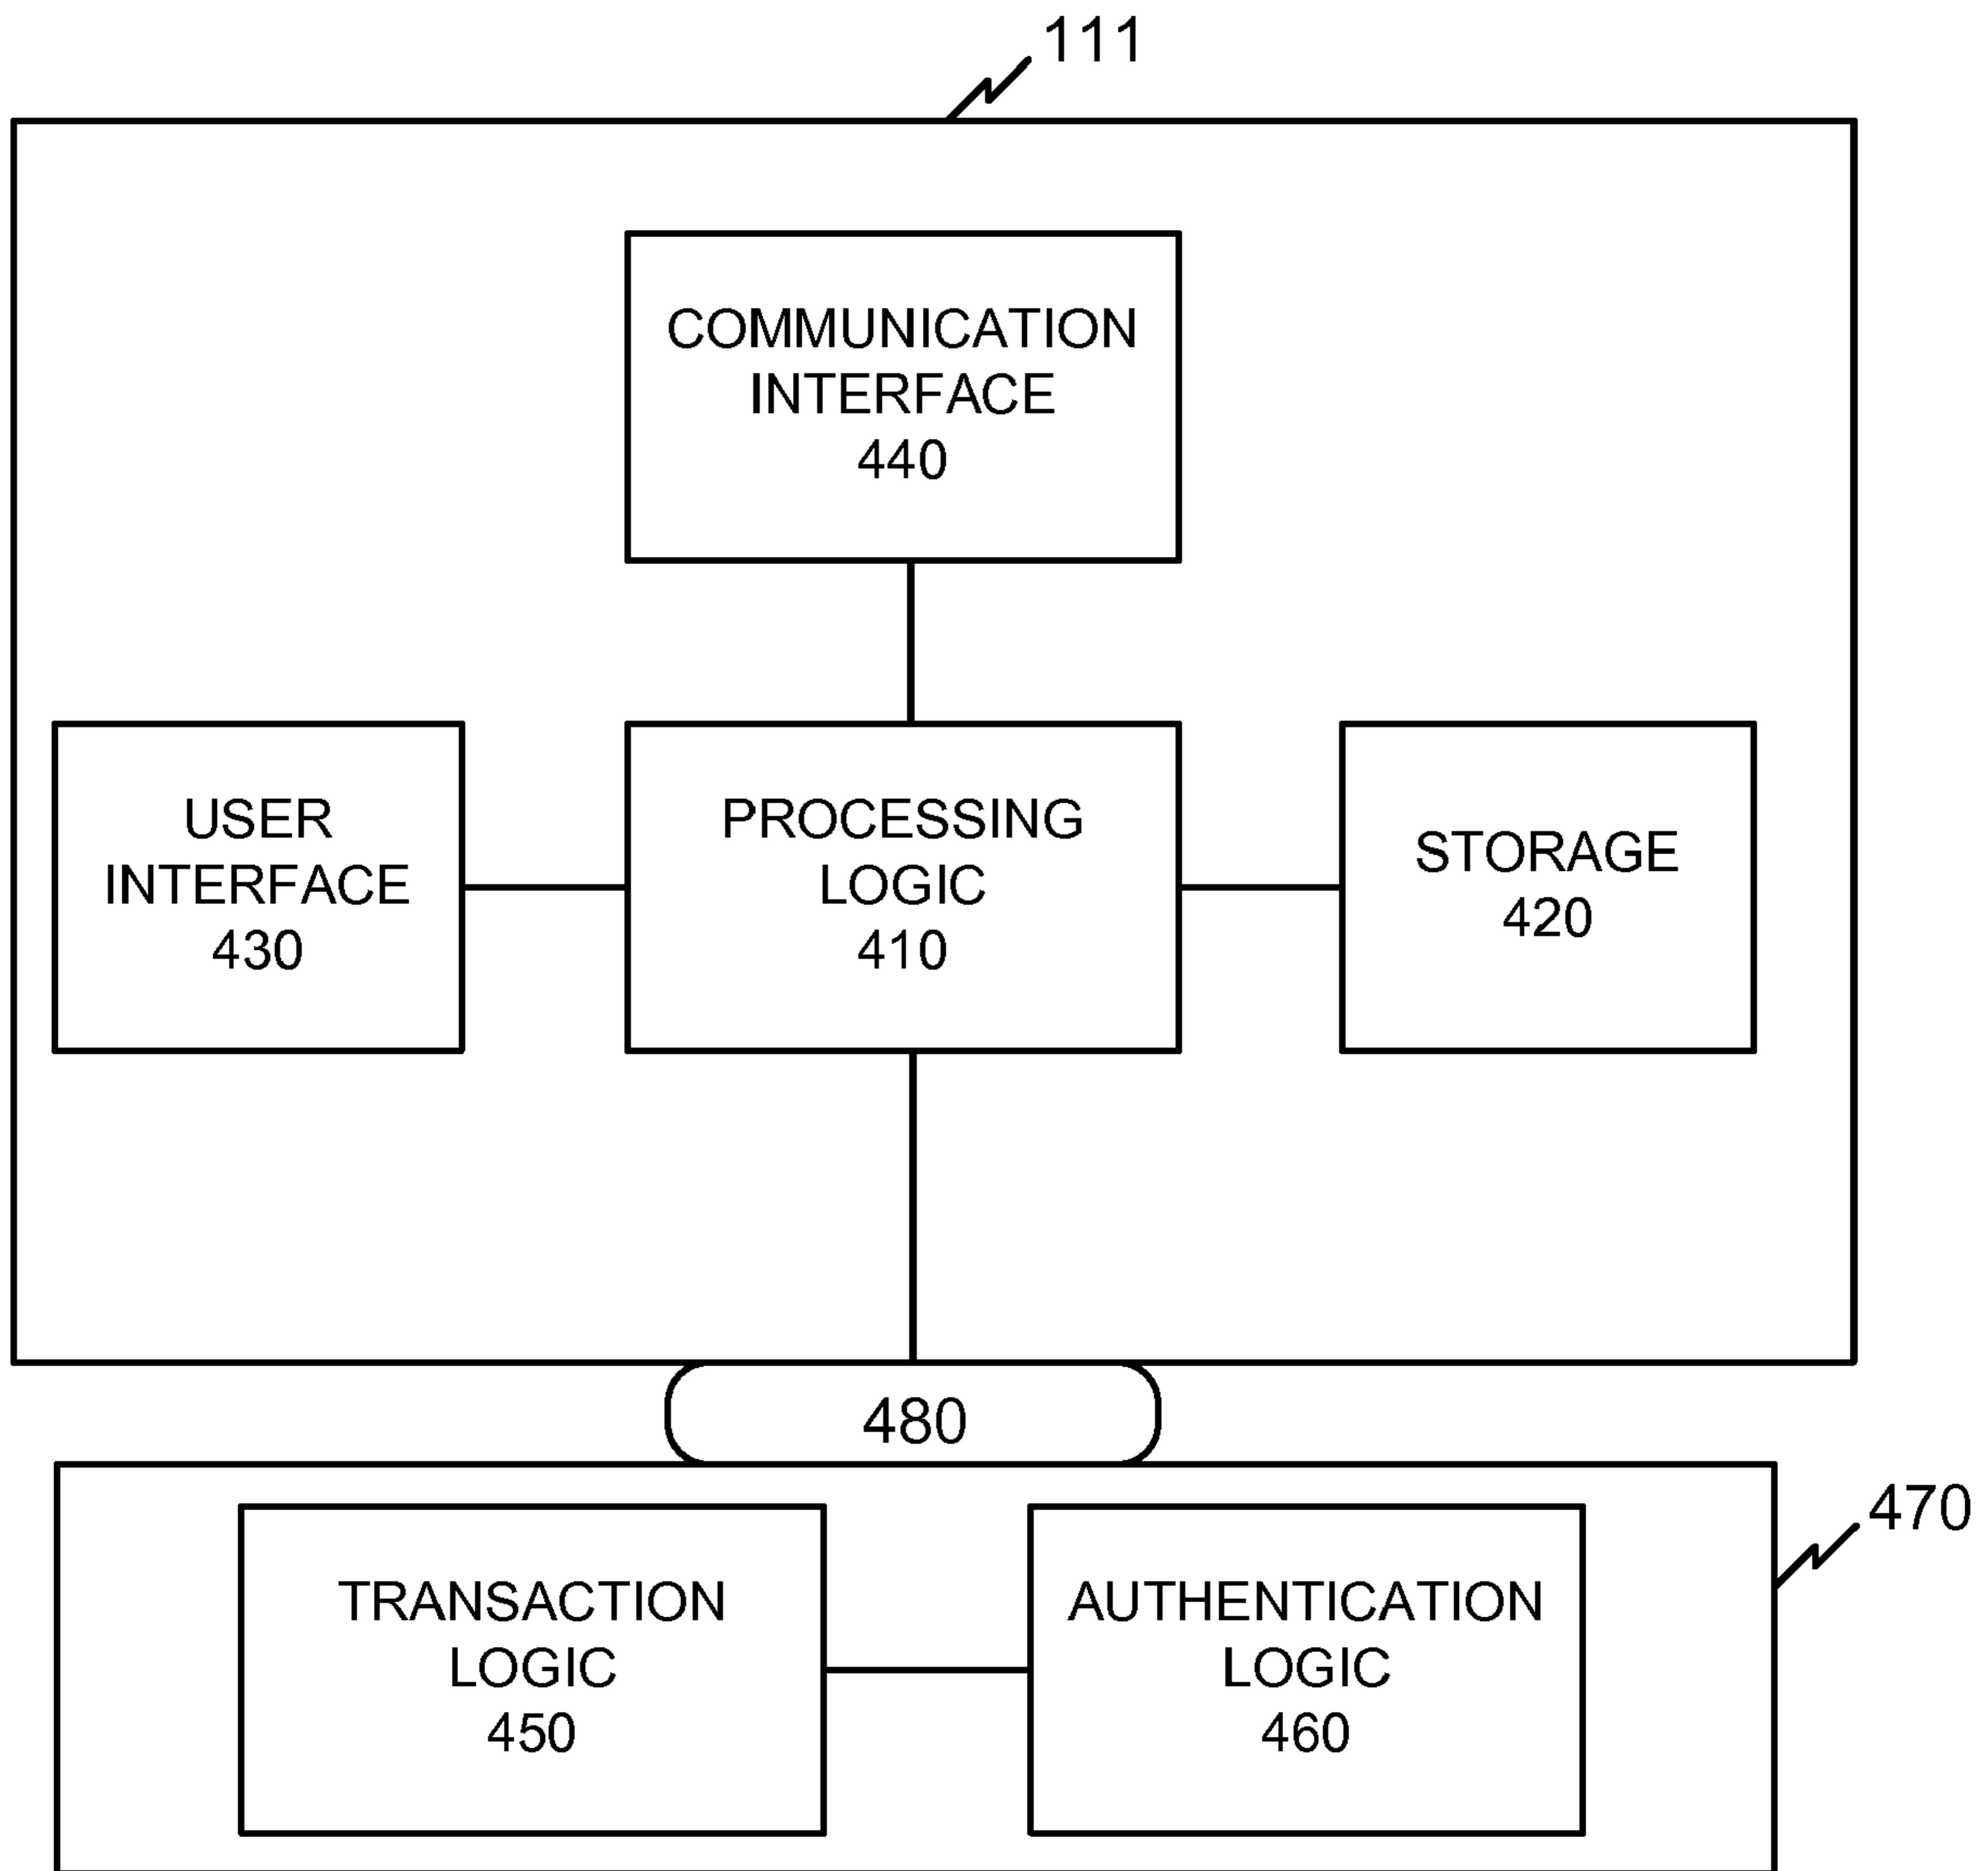 111
COMMUNICATION
INTERFACE
440
USER
INTERFACE
430
PROCESSING
LOGIC
410
STORAGE
420
480
470
TRANSACTION
LOGIC
450
AUTHENTICATION
LOGIC
460